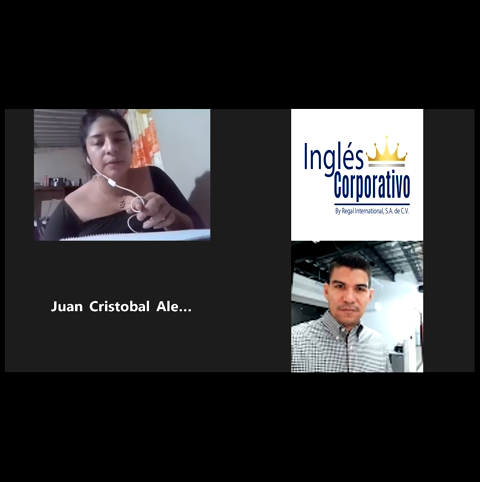 Inglés
Corporativo
By Regal International, S.A. de C.V.
Juan Cristobal Ale...